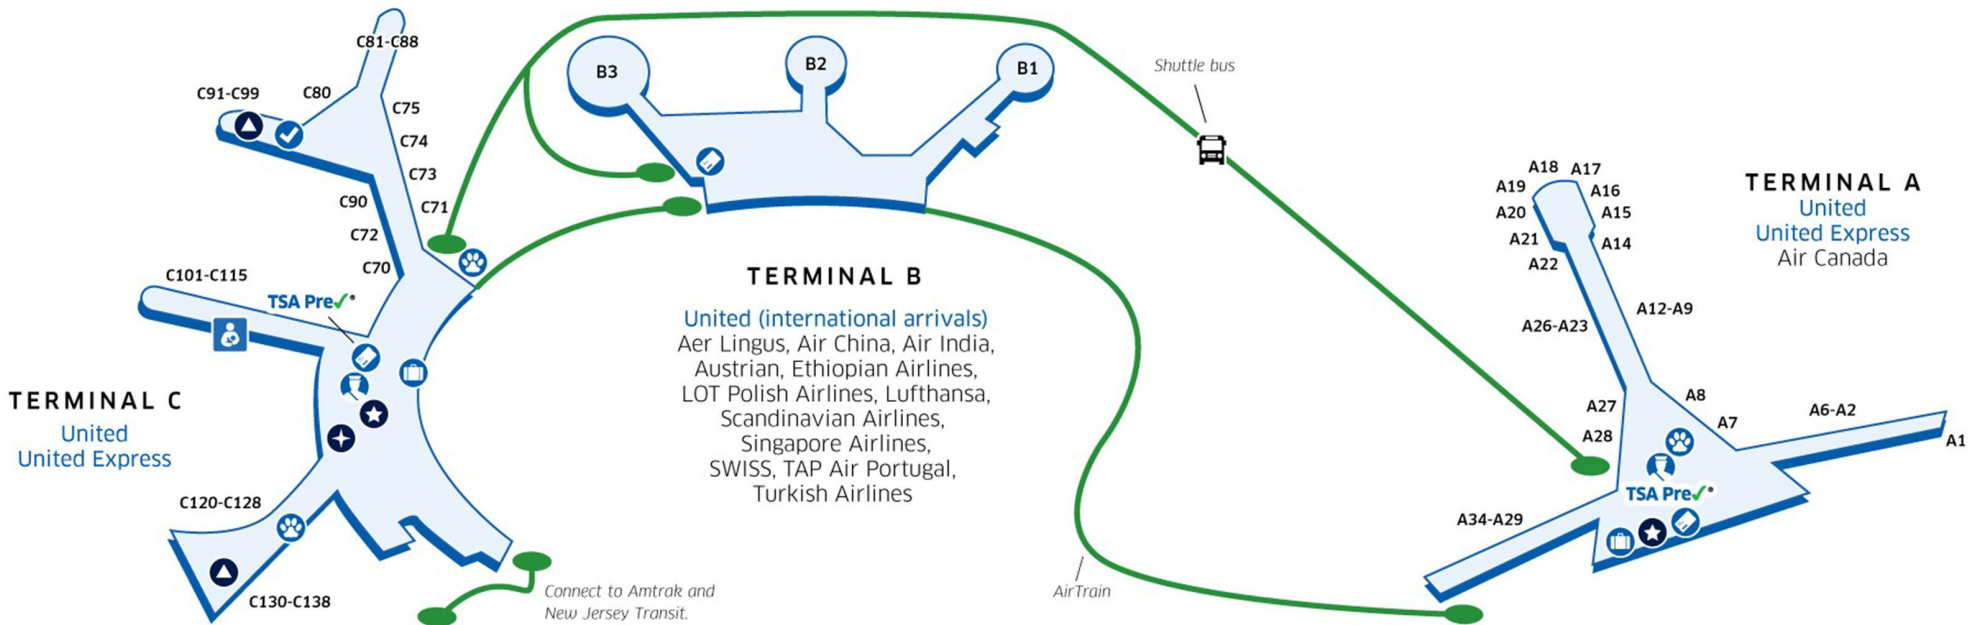 C81-C88
C91-C99
C80
C75
C74
C73
C90
C71
C72
C70
C101-C115
TSA Pre✓®
TERMINAL C
United
United Express
C120-C128
C130-C138
Connect to Amtrak and
New Jersey Transit.
B3
B2
B1
TERMINAL B
United (international arrivals)
Aer Lingus, Air China, Air India,
Austrian, Ethiopian Airlines,
LOT Polish Airlines, Lufthansa,
Scandinavian Airlines,
Singapore Airlines,
SWISS, TAP Air Portugal,
Turkish Airlines
Shuttle bus
AirTrain
A18
A17
A19
A16
A20
A15
A21
A14
A22
A12-A9
A26-A23
A27
A8
A28
A7
A6-A2
A1
TSA Pre✓®
A34-A29
TERMINAL A
United
United Express
Air Canada